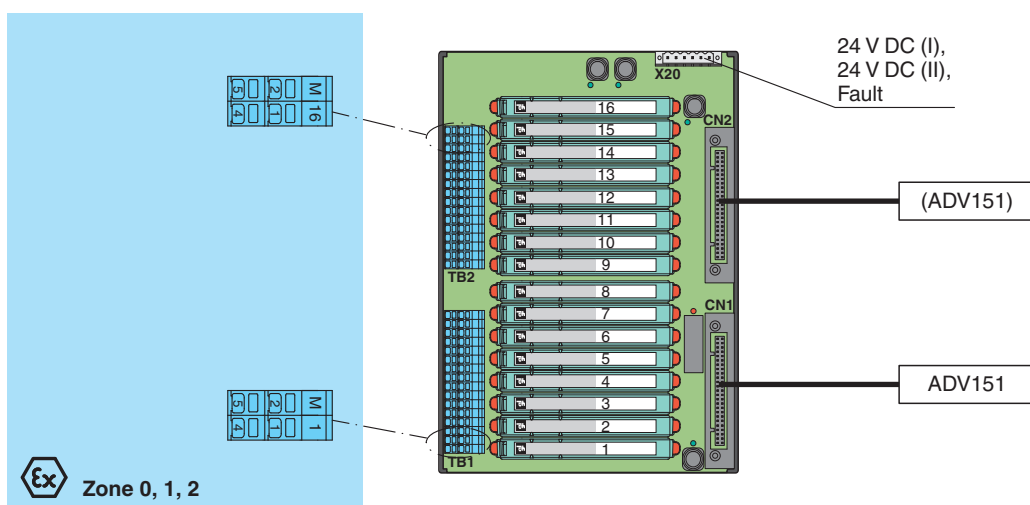 24 V DC (I),
24 V DC (II),
Fault
X20
CN2
5 2 M
4 1 16
16
15
14
13
12
11
10
9
TB2
(ADV151)
8
7
6
5
4
3
2
1
CN1
TB1
ADV151
5 2 M
4 1 1
Ex Zone 0, 1, 2